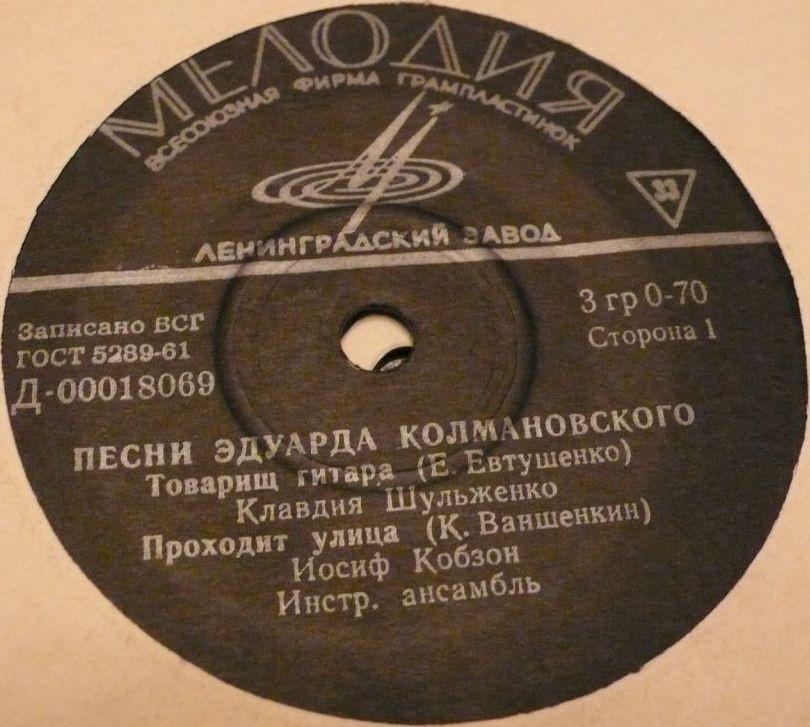 МЕЛОДИЯ
ВСЕСОЮЗНАЯ ФИРМА ГРАМПЛАСТИНОК
33
ЛЕНИНГРАДСКИЙ ЗАВОД
Записано ВСГ
ГОСТ 5289-61
Д-00018069
3 гр 0-70
Сторона 1
ПЕСНИ ЭДУАРДА КОЛМАНОВСКОГО
Товарищ гитара (Е. Евтушенко)
Клавдия Шульженко
Проходит улица (К. Ваншенкин)
Иосиф Кобзон
Инстр. ансамбль